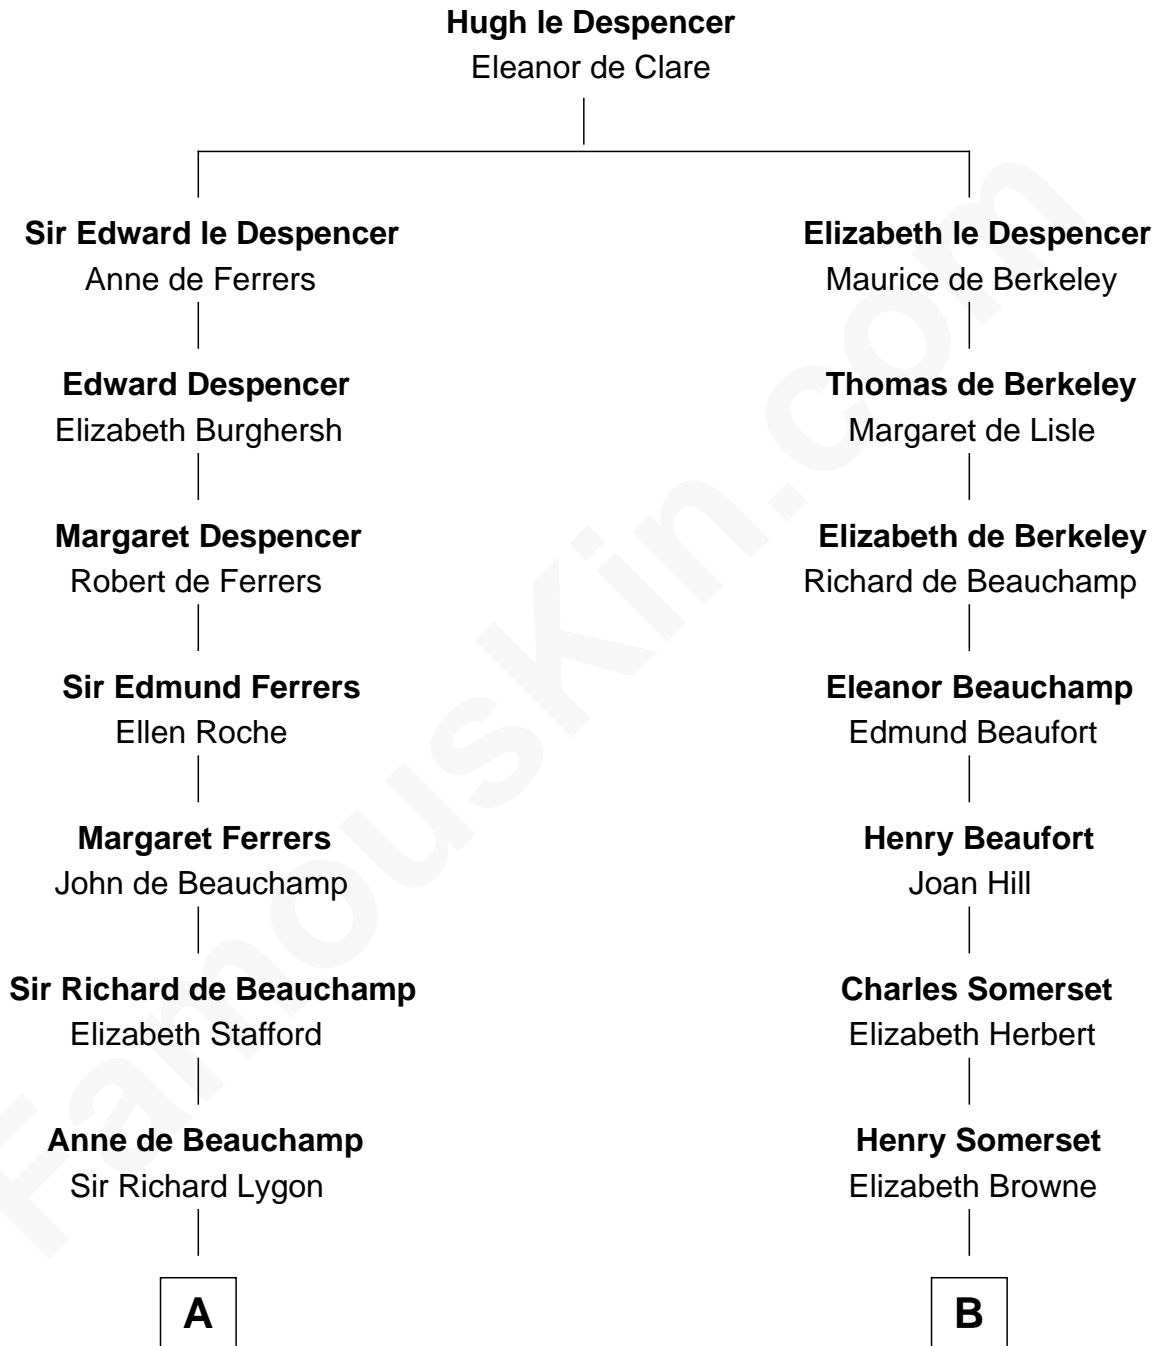 Hugh le Despencer
Eleanor de Clare
Sir Edward le Despencer
Anne de Ferrers
Elizabeth le Despencer
Maurice de Berkeley
Edward Despencer
Elizabeth Burghersh
Thomas de Berkeley
Margaret de Lisle
Margaret Despencer
Robert de Ferrers
Elizabeth de Berkeley
Richard de Beauchamp
Sir Edmund Ferrers
Ellen Roche
Eleanor Beauchamp
Edmund Beaufort
Margaret Ferrers
John de Beauchamp
Henry Beaufort
Joan Hill
Sir Richard de Beauchamp
Elizabeth Stafford
Charles Somerset
Elizabeth Herbert
Anne de Beauchamp
Sir Richard Lygon
Henry Somerset
Elizabeth Browne
A
B
FamousKin.com